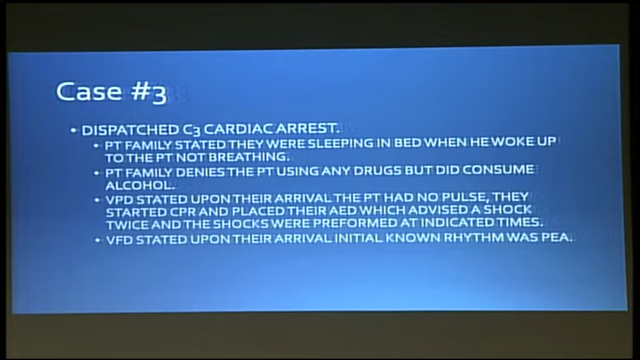 Case #3
• DISPATCHED C3 CARDIAC ARREST.
• PT FAMILY STATED THEY WERE SLEEPING IN BED WHEN HE WOKE UP
TO THE PT NOT BREATHING.
• PT FAMILY DENIES THE PT USING ANY DRUGS BUT DID CONSUME
ALCOHOL.
• VPD STATED UPON THEIR ARRIVAL THE PT HAD NO PULSE, THEY
STARTED CPR AND PLACED THEIR AED WHICH ADVISED A SHOCK
TWICE AND THE SHOCKS WERE PREFORMED AT INDICATED TIMES.
• VFD STATED UPON THEIR ARRIVAL INITIAL KNOWN RHYTHM WAS PEA.